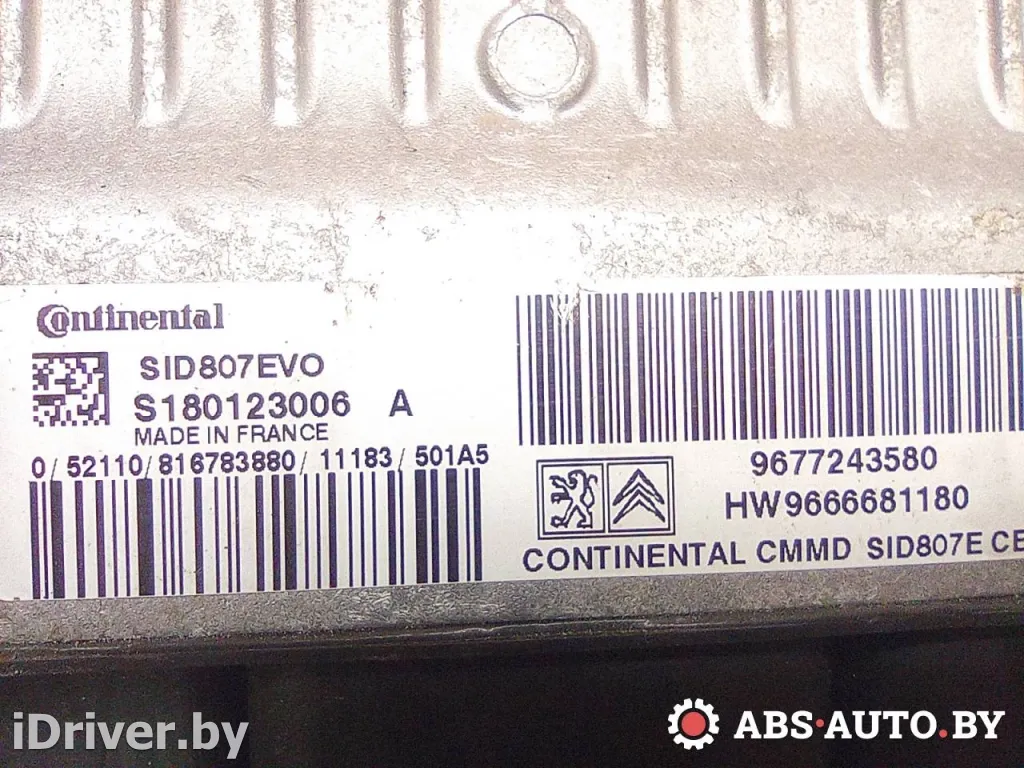 Continental
SID807EVO
S180123006 A
MADE IN FRANCE
0/52110/816783880/11183/501A5
9677243580
HW9666681180
CONTINENTAL CMMD SID807E CE
iDriver.by
ABS-AUTO.BY